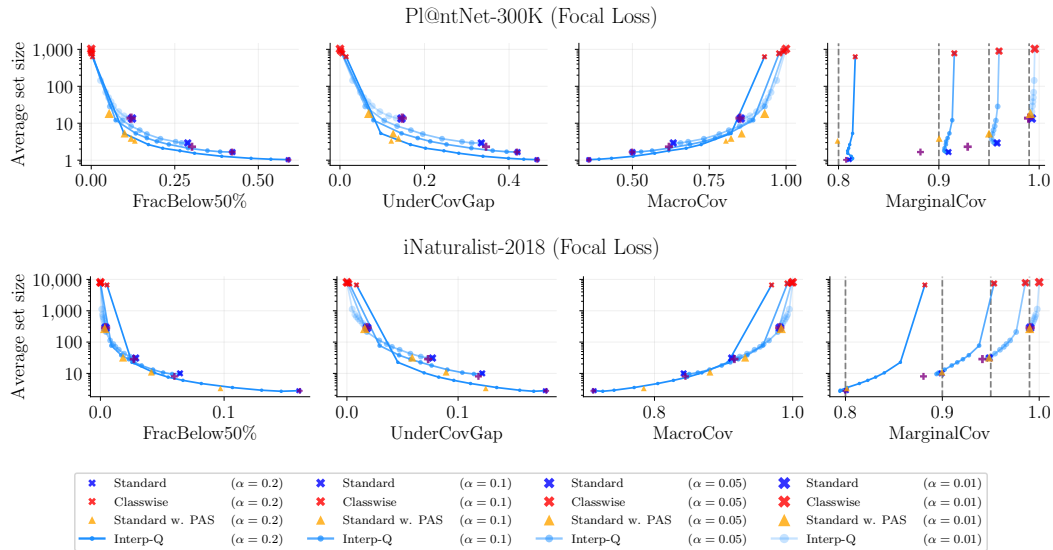 Pl@ntNet-300K (Focal Loss)
Average set size
1,000
100
10
1
0.00 0.25 0.50
FracBelow50%
0.0 0.2 0.4
UnderCovGap
0.50 0.75 1.00
MacroCov
0.8 0.9 1.0
MarginalCov
iNaturalist-2018 (Focal Loss)
Average set size
10,000
1,000
100
10
0.0 0.1
FracBelow50%
0.0 0.1
UnderCovGap
0.8 1.0
MacroCov
0.8 0.9 1.0
MarginalCov
Standard (α = 0.2) Standard (α = 0.1) Standard (α = 0.05) Standard (α = 0.01)
Classwise (α = 0.2) Classwise (α = 0.1) Classwise (α = 0.05) Classwise (α = 0.01)
Standard w. PAS (α = 0.2) Standard w. PAS (α = 0.1) Standard w. PAS (α = 0.05) Standard w. PAS (α = 0.01)
Interp-Q (α = 0.2) Interp-Q (α = 0.1) Interp-Q (α = 0.05) Interp-Q (α = 0.01)